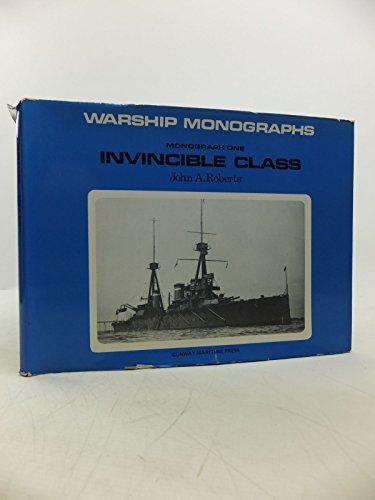 WARSHIP MONOGRAPHS
MONOGRAPH ONE
INVINCIBLE CLASS
John A.Roberts
CONWAY MARITIME PRESS